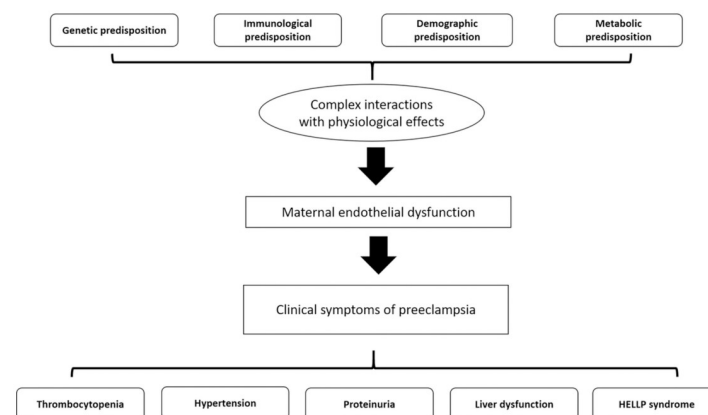 Genetic predisposition
Immunological
predisposition
Demographic
predisposition
Metabolic
predisposition
Complex interactions
with physiological effects
Maternal endothelial dysfunction
Clinical symptoms of preeclampsia
Thrombocytopenia
Hypertension
Proteinuria
Liver dysfunction
HELLP syndrome